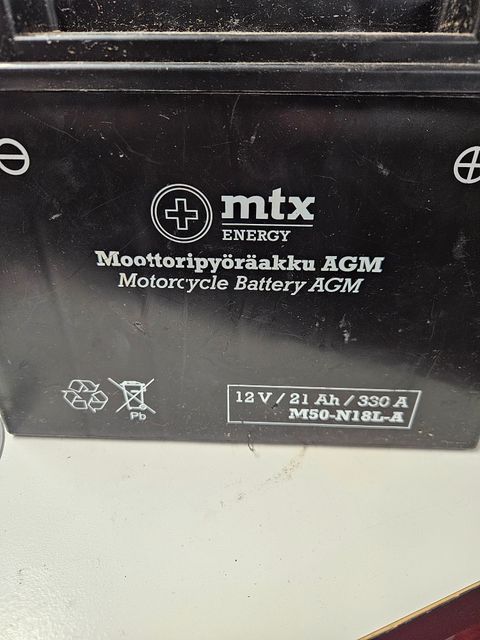 mtx
ENERGY
Moottoripyöräakku AGM
Motorcycle Battery AGM
Pb
12 V / 21 Ah / 330 A
M50-N18L-A